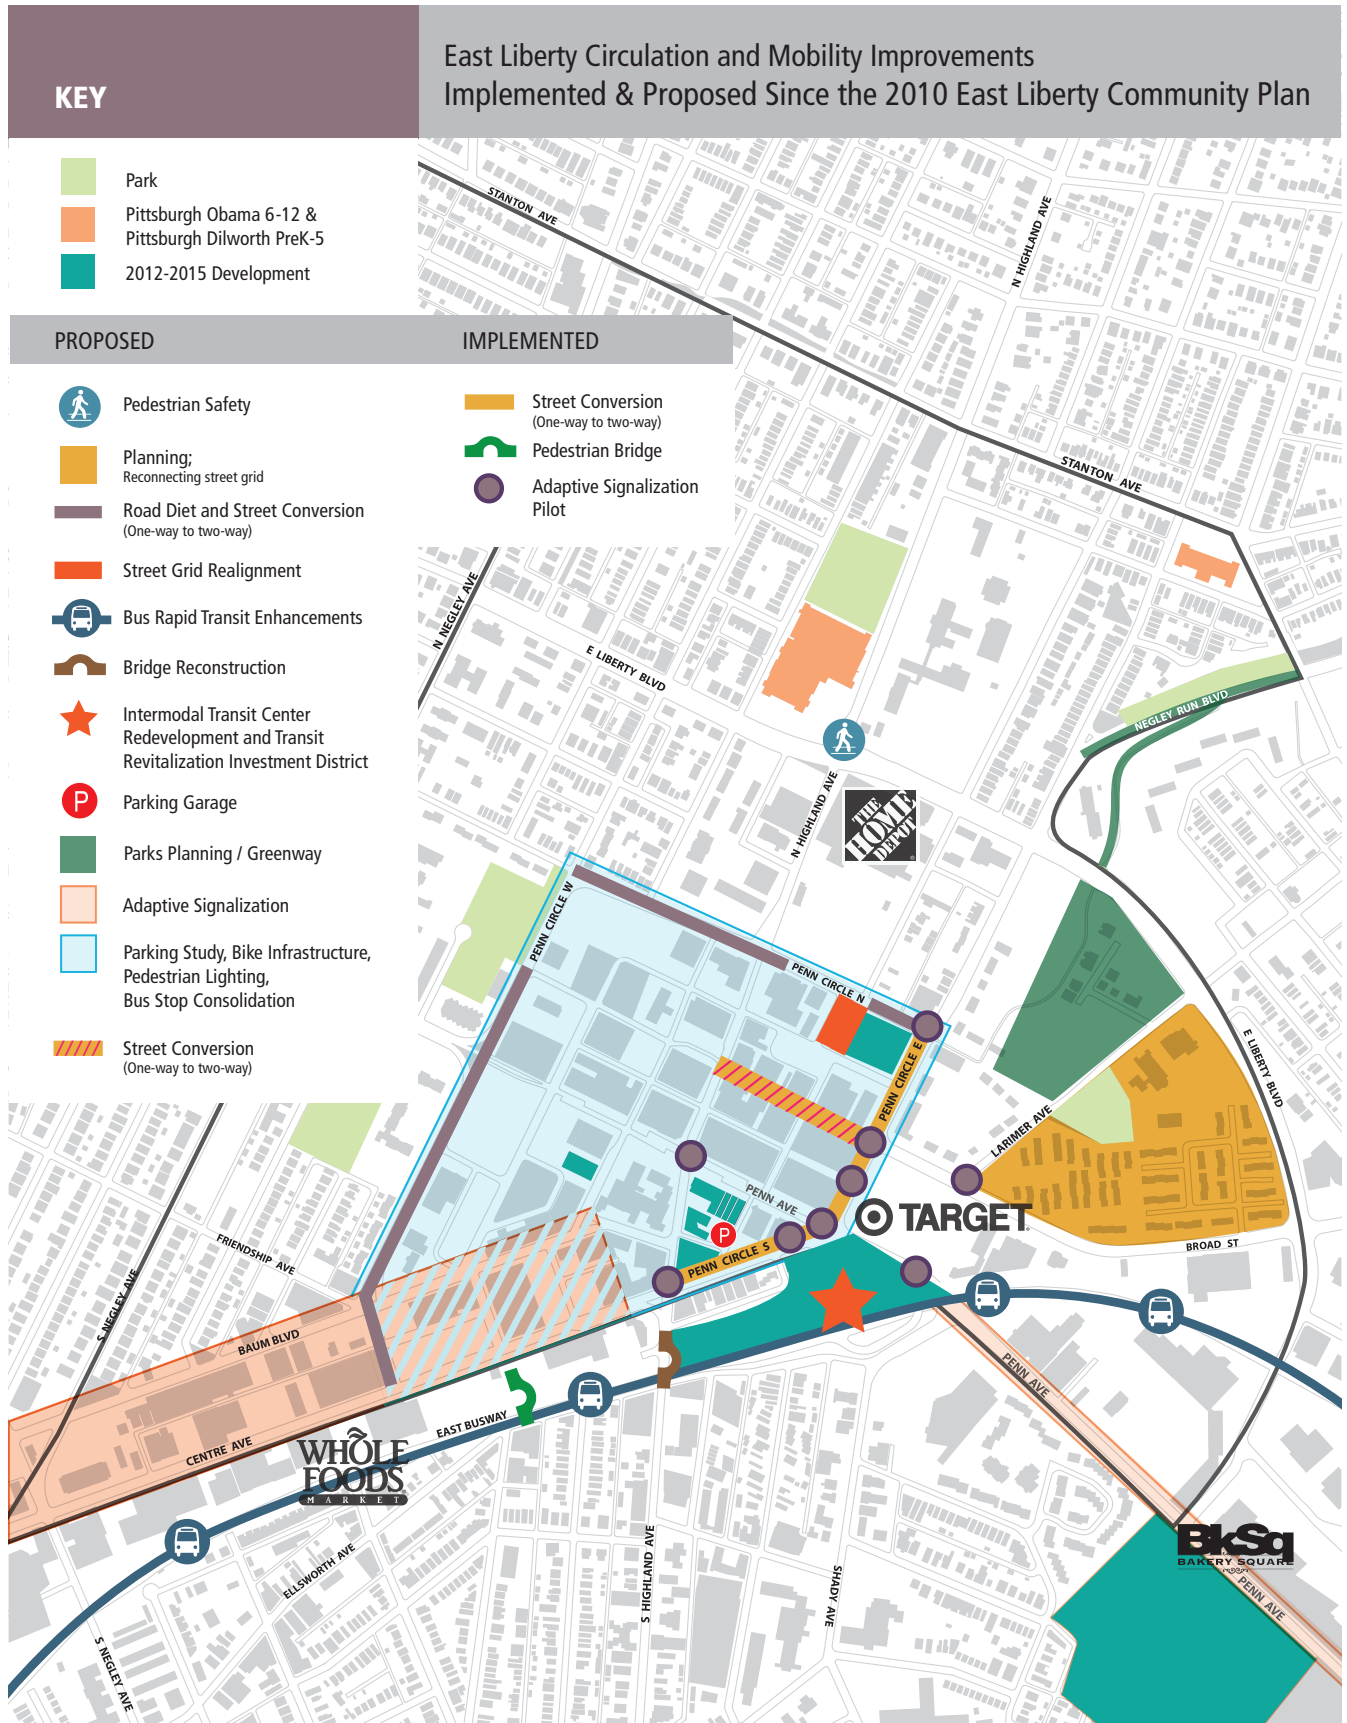 KEY
East Liberty Circulation and Mobility Improvements
Implemented & Proposed Since the 2010 East Liberty Community Plan
Park
Pittsburgh Obama 6-12 &
Pittsburgh Dilworth PreK-5
2012-2015 Development
PROPOSED
Pedestrian Safety
Planning;
Reconnecting street grid
Road Diet and Street Conversion
(One-way to two-way)
Street Grid Realignment
Bus Rapid Transit Enhancements
Bridge Reconstruction
Intermodal Transit Center
Redevelopment and Transit
Revitalization Investment District
P
Parking Garage
Parks Planning / Greenway
Adaptive Signalization
Parking Study, Bike Infrastructure,
Pedestrian Lighting,
Bus Stop Consolidation
Street Conversion
(One-way to two-way)
IMPLEMENTED
Street Conversion
(One-way to two-way)
Pedestrian Bridge
Adaptive Signalization
Pilot
STANTON AVE
N HIGHLAND AVE
STANTON AVE
N NEGLEY AVE
E LIBERTY BLVD
NEGLEY RUN BLVD
N HIGHLAND AVE
THE
HOME
DEPOT
PENN CIRCLE W
PENN CIRCLE N
PENN CIRCLE E
E LIBERTY BLVD
LARIMER AVE
PENN AVE
TARGET
P
PENN CIRCLE S
BROAD ST
FRIENDSHIP AVE
S NEGLEY AVE
BAUM BLVD
PENN AVE
EAST BUSWAY
CENTRE AVE
WHOLE
FOODS
MARKET
BkSq
BAKERY SQUARE
PENN AVE
ELLSWORTH AVE
S HIGHLAND AVE
SHADY AVE
S NEGLEY AVE